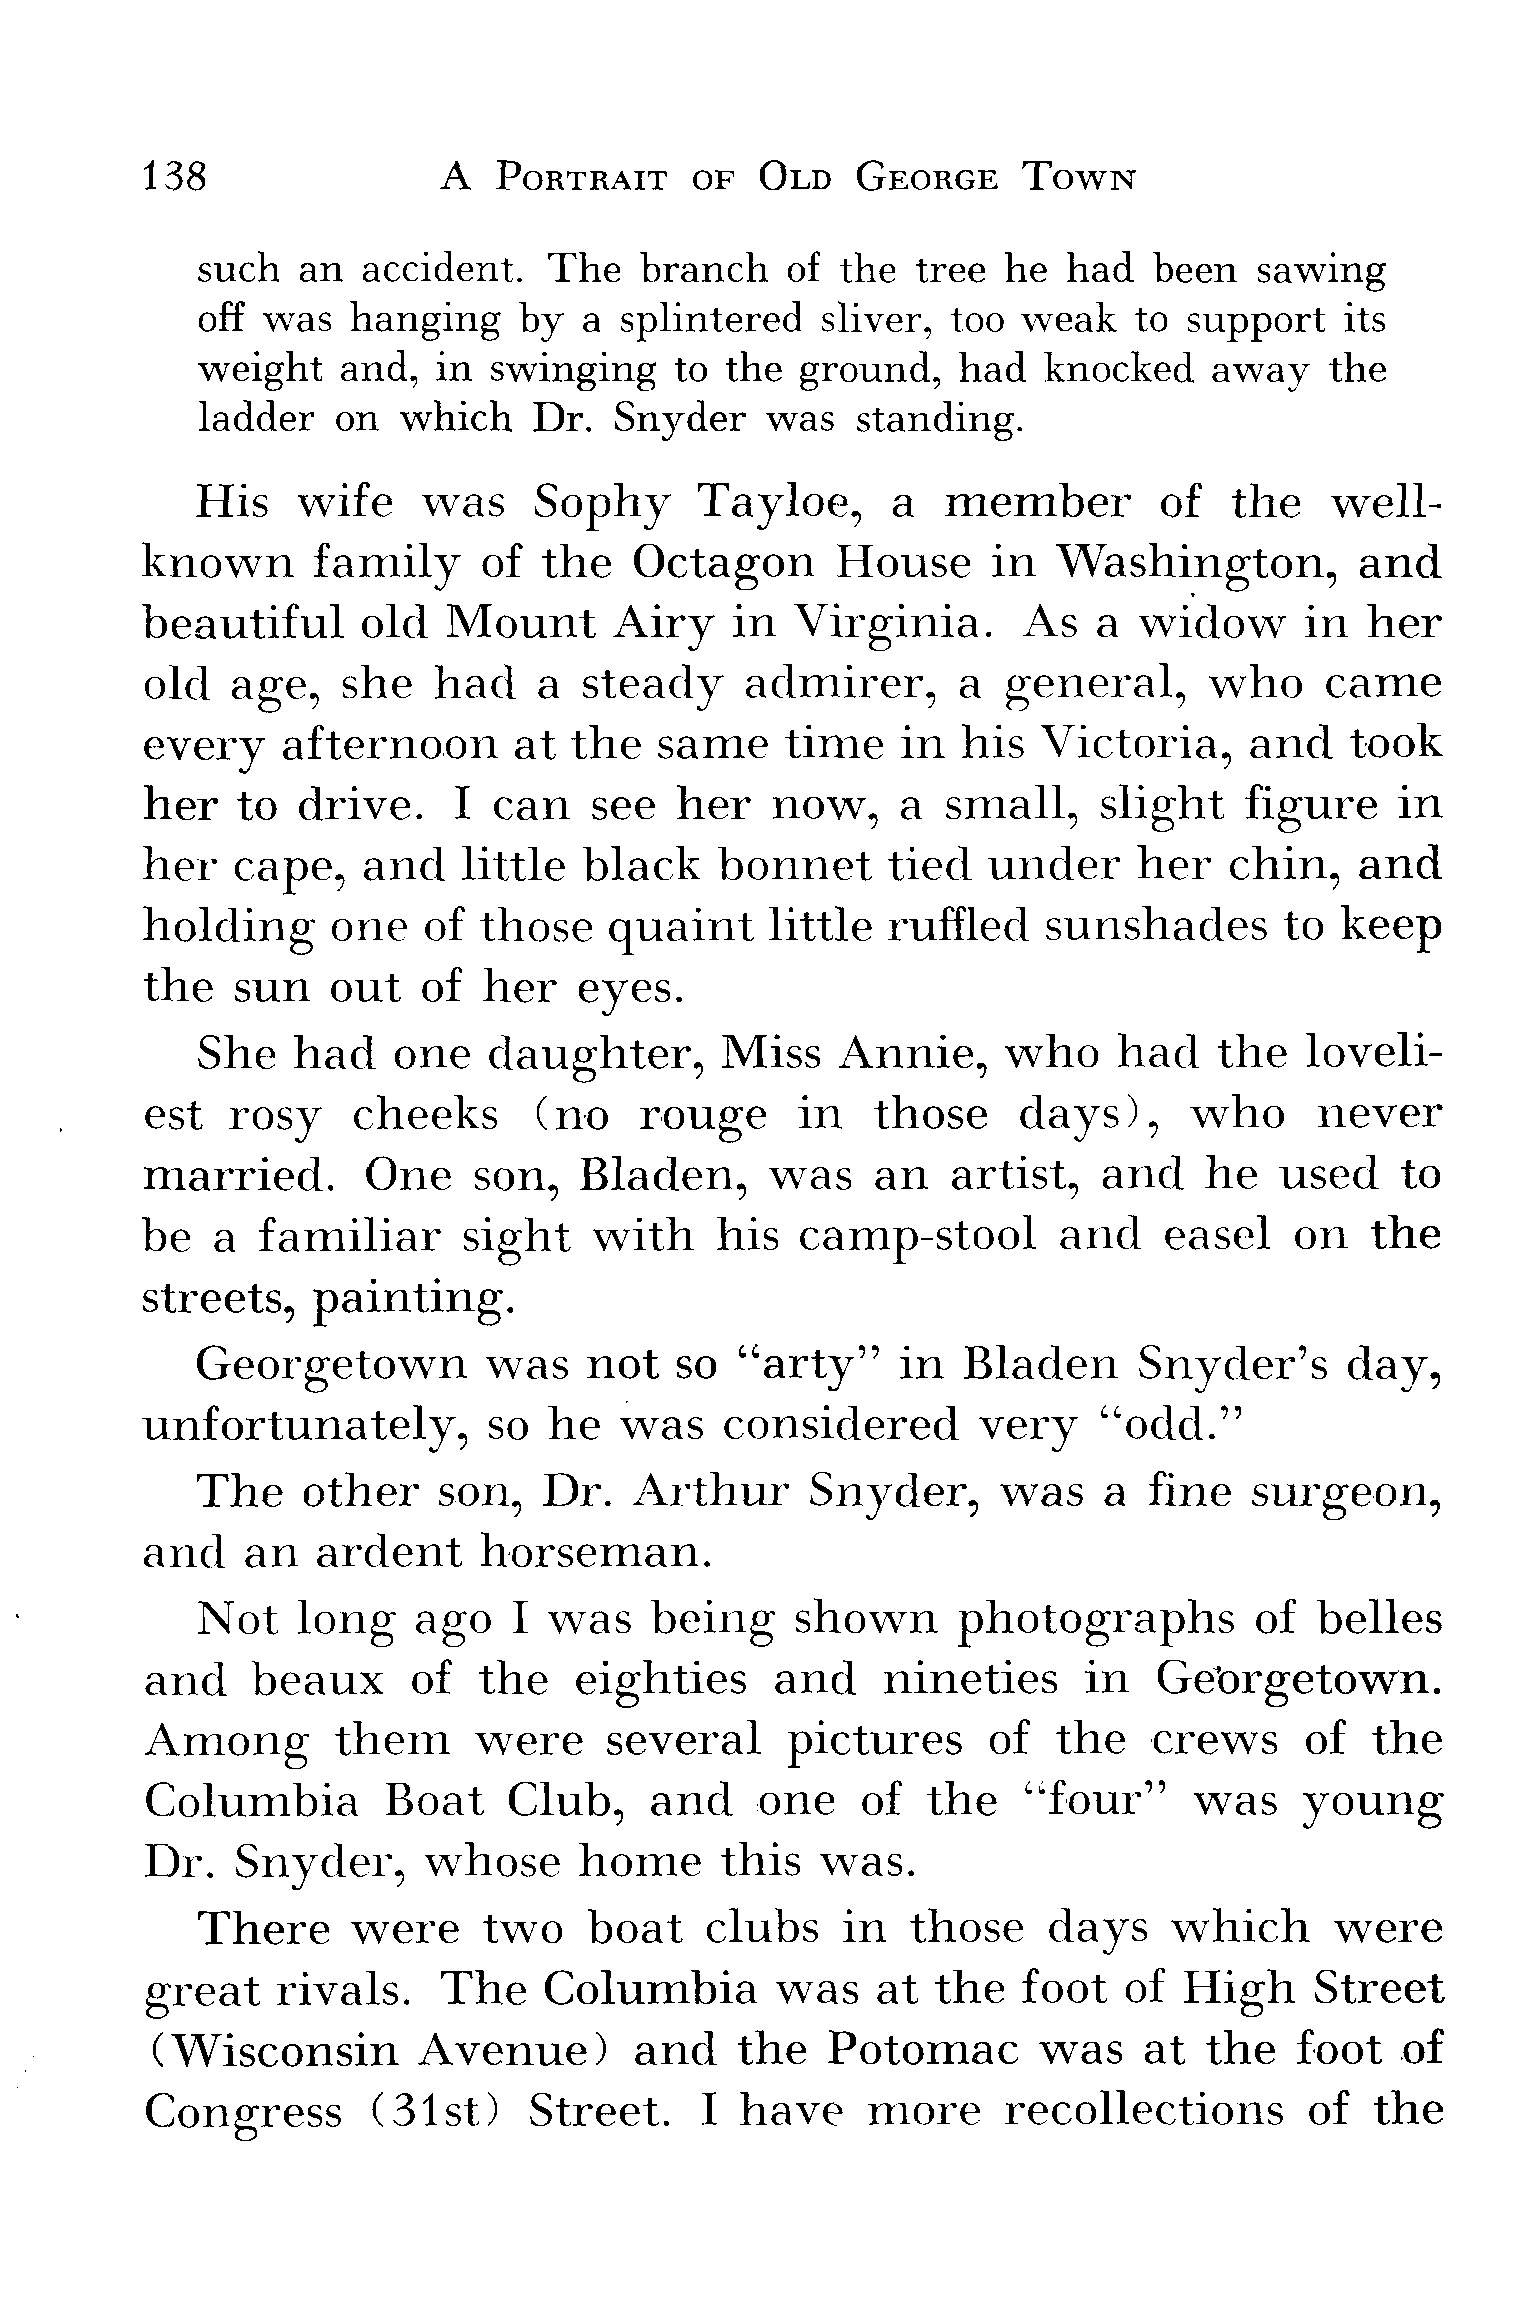 138 A Portrait of Old George Town
such an accident. The branch of the tree he had been sawing
off was hanging by a splintered sliver, too weak to support its
weight and, in swinging to the ground, had knocked away the
ladder on which Dr. Snyder was standing.
His wife was Sophy Tayloe, a member of the well-
known family of the Octagon House in Washington, and
beautiful old Mount Airy in Virginia. As a widow in her
old age, she had a steady admirer, a general, who came
every afternoon at the same time in his Victoria, and took
her to drive. I can see her now, a small, slight figure in
her cape, and little black bonnet tied under her chin, and
holding one of those quaint little ruffled sunshades to keep
the sun out of her eyes.
She had one daughter, Miss Annie, who had the loveli-
est rosy cheeks (no rouge in those days), who never
married. One son, Bladen, was an artist, and he used to
be a familiar sight with his camp-stool and easel on the
streets, painting.
Georgetown was not so “arty” in Bladen Snyder’s day,
unfortunately, so he was considered very “odd.”
The other son, Dr. Arthur Snyder, was a fine surgeon,
and an ardent horseman.
Not long ago I was being shown photographs of belles
and beaux of the eighties and nineties in Georgetown.
Among them were several pictures of the crews of the
Columbia Boat Club, and one of the “four” was young
Dr. Snyder, whose home this was.
There were two boat clubs in those days which were
great rivals. The Columbia was at the foot of High Street
(Wisconsin Avenue) and the Potomac was at the foot of
Congress (31st) Street. I have more recollections of the